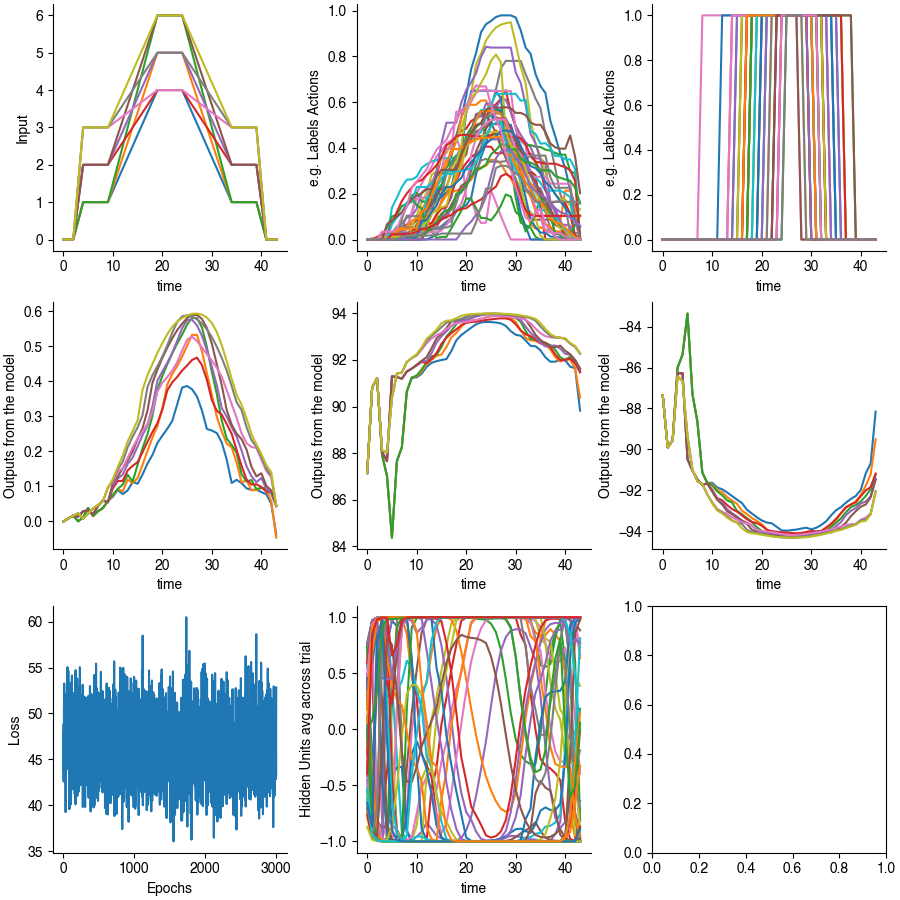 6
5
4
3
2
1
0
Input
0 10 20 30 40
time
1.0
0.8
0.6
0.4
0.2
0.0
e.g. Labels Actions
0 10 20 30 40
time
1.0
0.8
0.6
0.4
0.2
0.0
e.g. Labels Actions
0 10 20 30 40
time
0.6
0.5
0.4
0.3
0.2
0.1
0.0
Outputs from the model
0 10 20 30 40
time
94
92
90
88
86
84
Outputs from the model
0 10 20 30 40
time
−84
−86
−88
−90
−92
−94
Outputs from the model
0 10 20 30 40
time
60
55
50
45
40
35
Loss
0 1000 2000 3000
Epochs
1.0
0.5
0.0
−0.5
−1.0
Hidden Units avg across trial
0 10 20 30 40
time
1.0
0.8
0.6
0.4
0.2
0.0
0.0 0.2 0.4 0.6 0.8 1.0